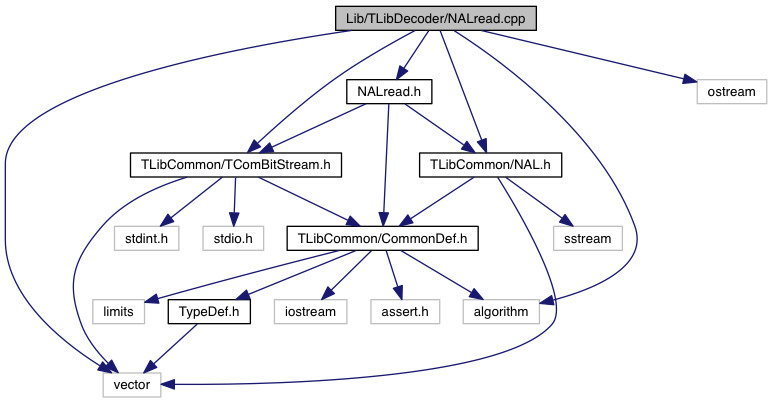 Lib/TLibDecoder/NALread.cpp
NALread.h
ostream
TLibCommon/TComBitStream.h
TLibCommon/NAL.h
stdint.h
stdio.h
TLibCommon/CommonDef.h
sstream
limits
TypeDef.h
iostream
assert.h
algorithm
vector